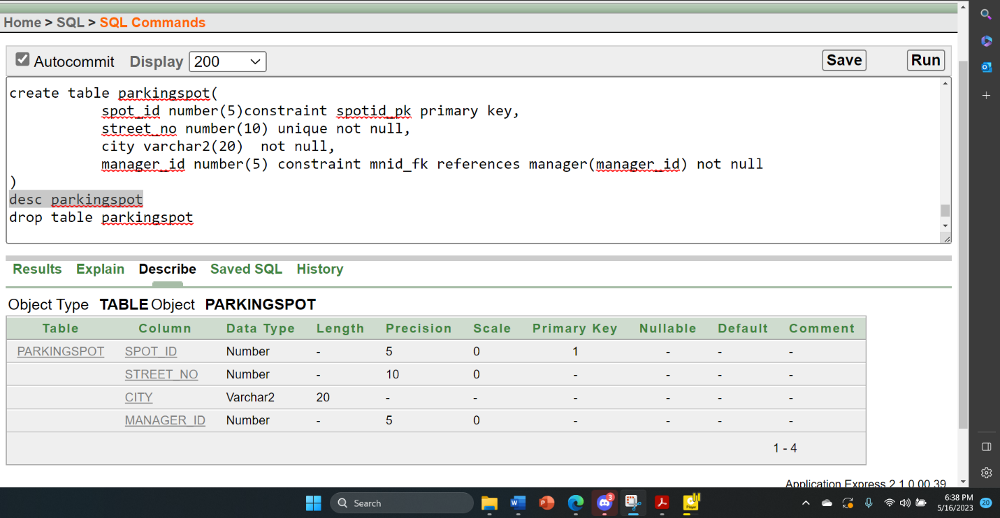 Home > SQL > SQL Commands
Autocommit Display 200 Save Run
create table parkingspot(
spot_id number(5)constraint spotid_pk primary key,
street_no number(10) unique not null,
city varchar2(20)  not null,
manager_id number(5) constraint mnid_fk references manager(manager_id) not null
)
desc parkingspot
drop table parkingspot
Results Explain Describe Saved SQL History
Object Type TABLE Object PARKINGSPOT
Table Column Data Type Length Precision Scale Primary Key Nullable Default Comment
PARKINGSPOT SPOT_ID Number - 5 0 1 - - -
STREET_NO Number - 10 0 - - - -
CITY Varchar2 20 - - - - - -
MANAGER_ID Number - 5 0 - - - -
1 - 4
Application Express 2.1.0.00.39
Search 3 6:38 PM
5/16/2023 20